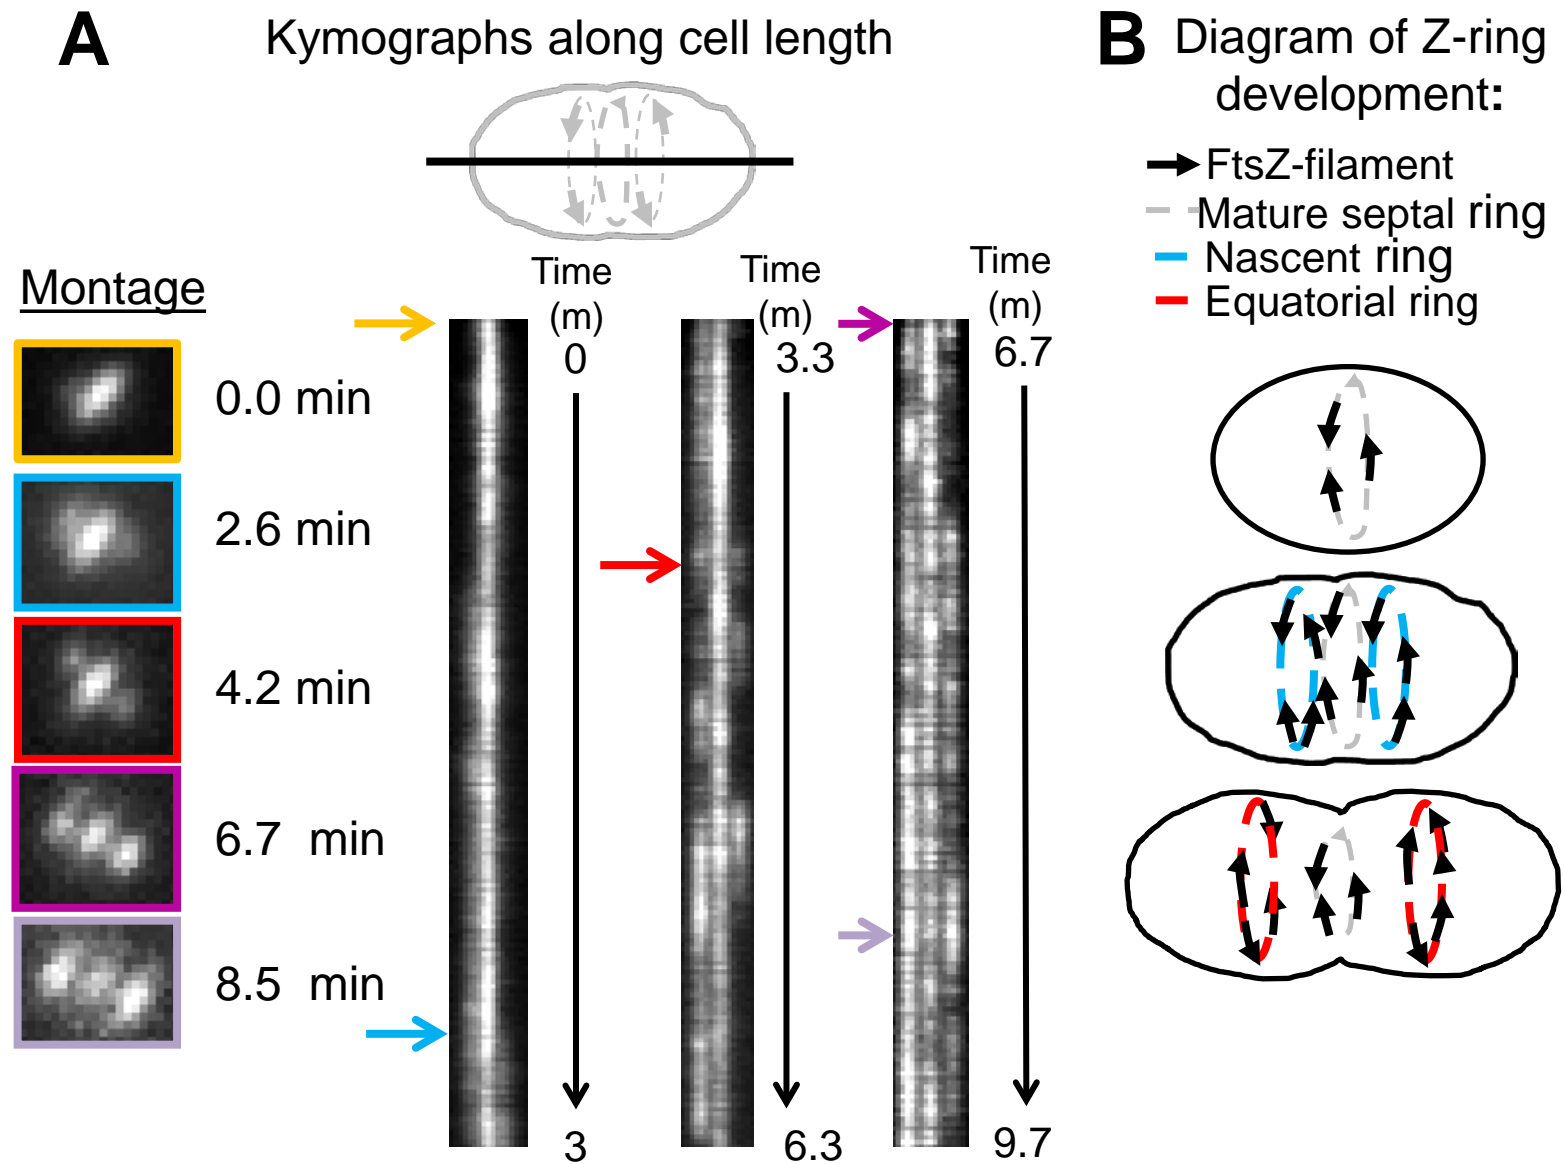 A
Kymographs along cell length
Montage
0.0 min
2.6 min
4.2 min
6.7 min
8.5 min
Time
(m)
0
3
Time
(m)
3.3
6.3
Time
(m)
6.7
9.7
B
Diagram of Z-ring
development:
FtsZ-filament
Mature septal ring
Nascent ring
Equatorial ring